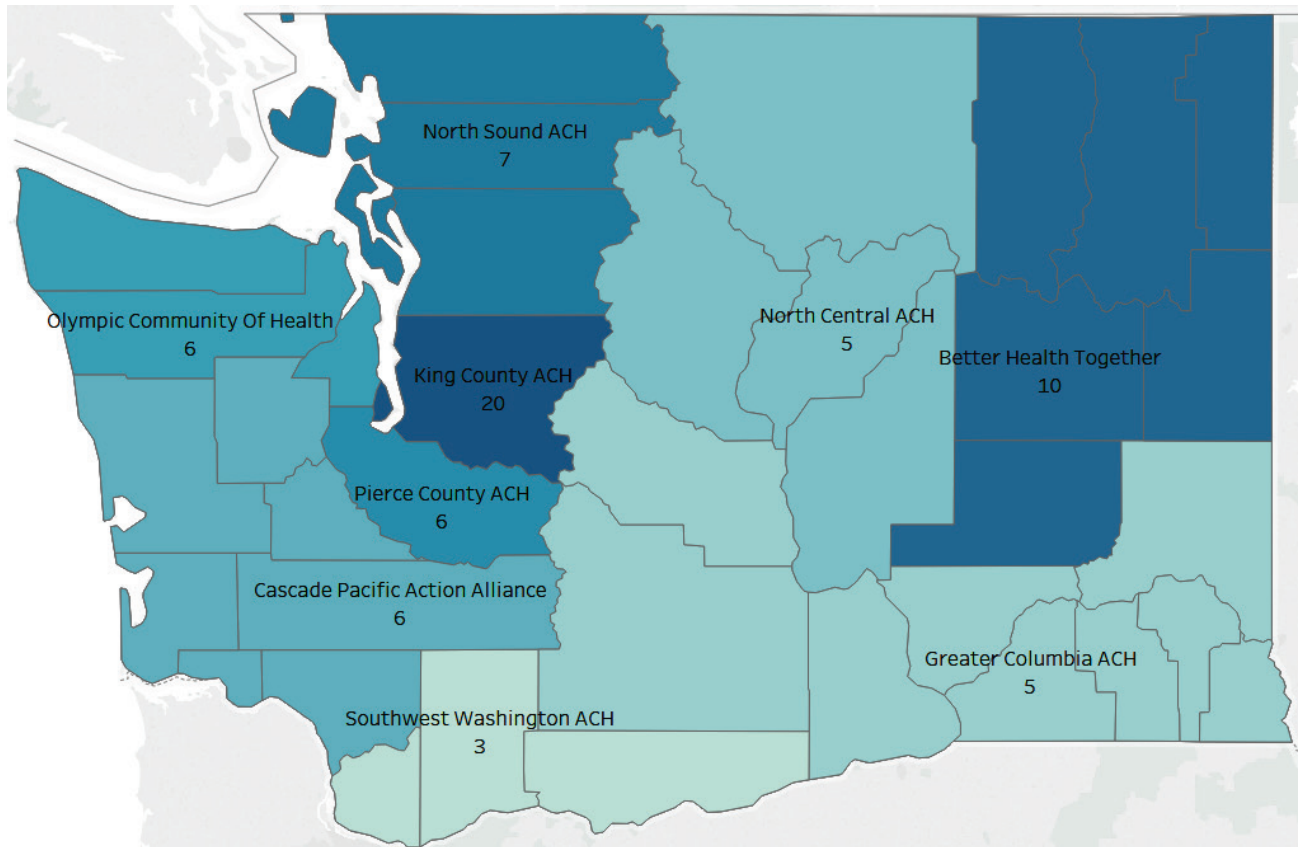 North Sound ACH
7
Olympic Community Of Health
6
North Central ACH
5
Better Health Together
10
King County ACH
20
Pierce County ACH
6
Cascade Pacific Action Alliance
6
Greater Columbia ACH
5
Southwest Washington ACH
3